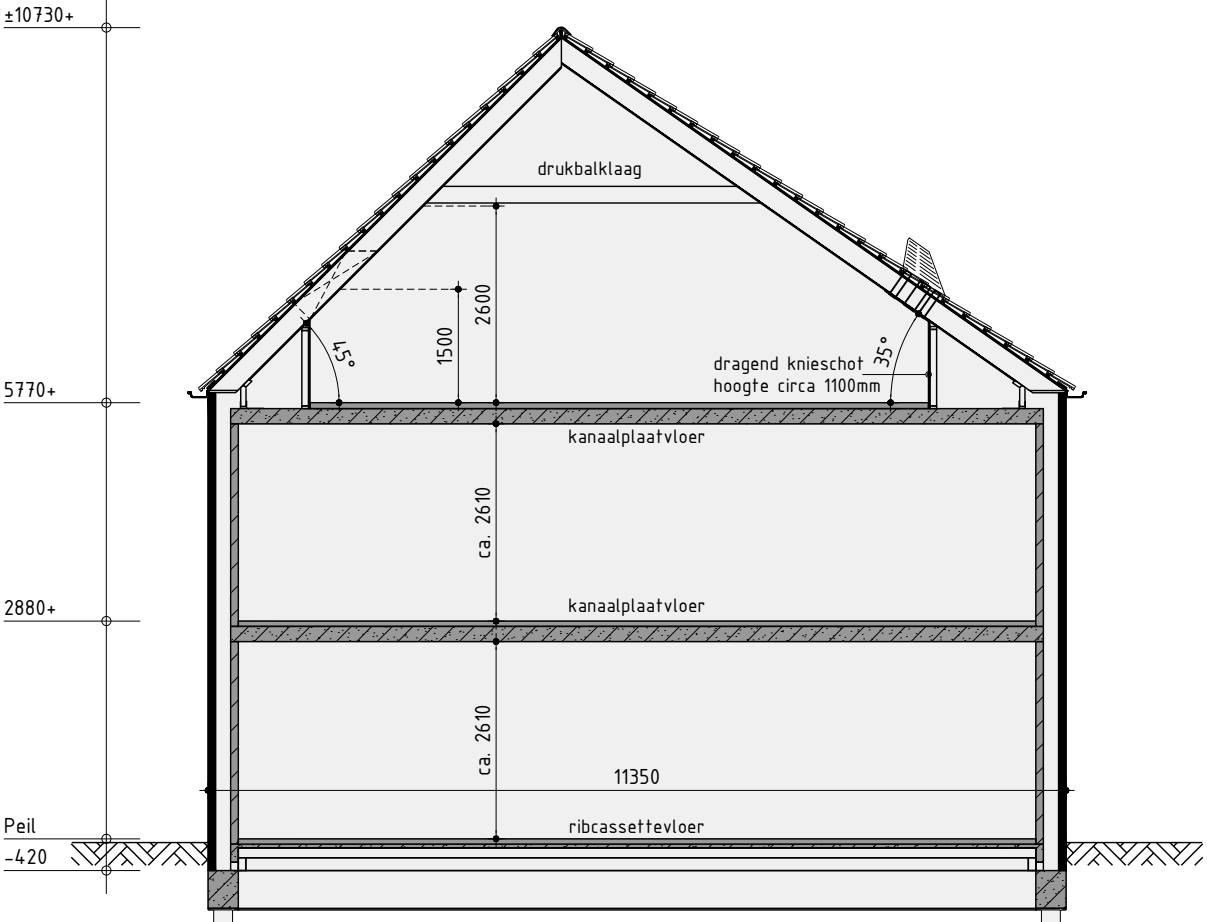 ±10730+
drukbalklaag
2600
1500
45°
35°
dragend knieschot
hoogte circa 1100mm
5770+
kanaalplaatvloer
ca. 2610
2880+
kanaalplaatvloer
ca. 2610
11350
Peil
ribcassettevloer
-420